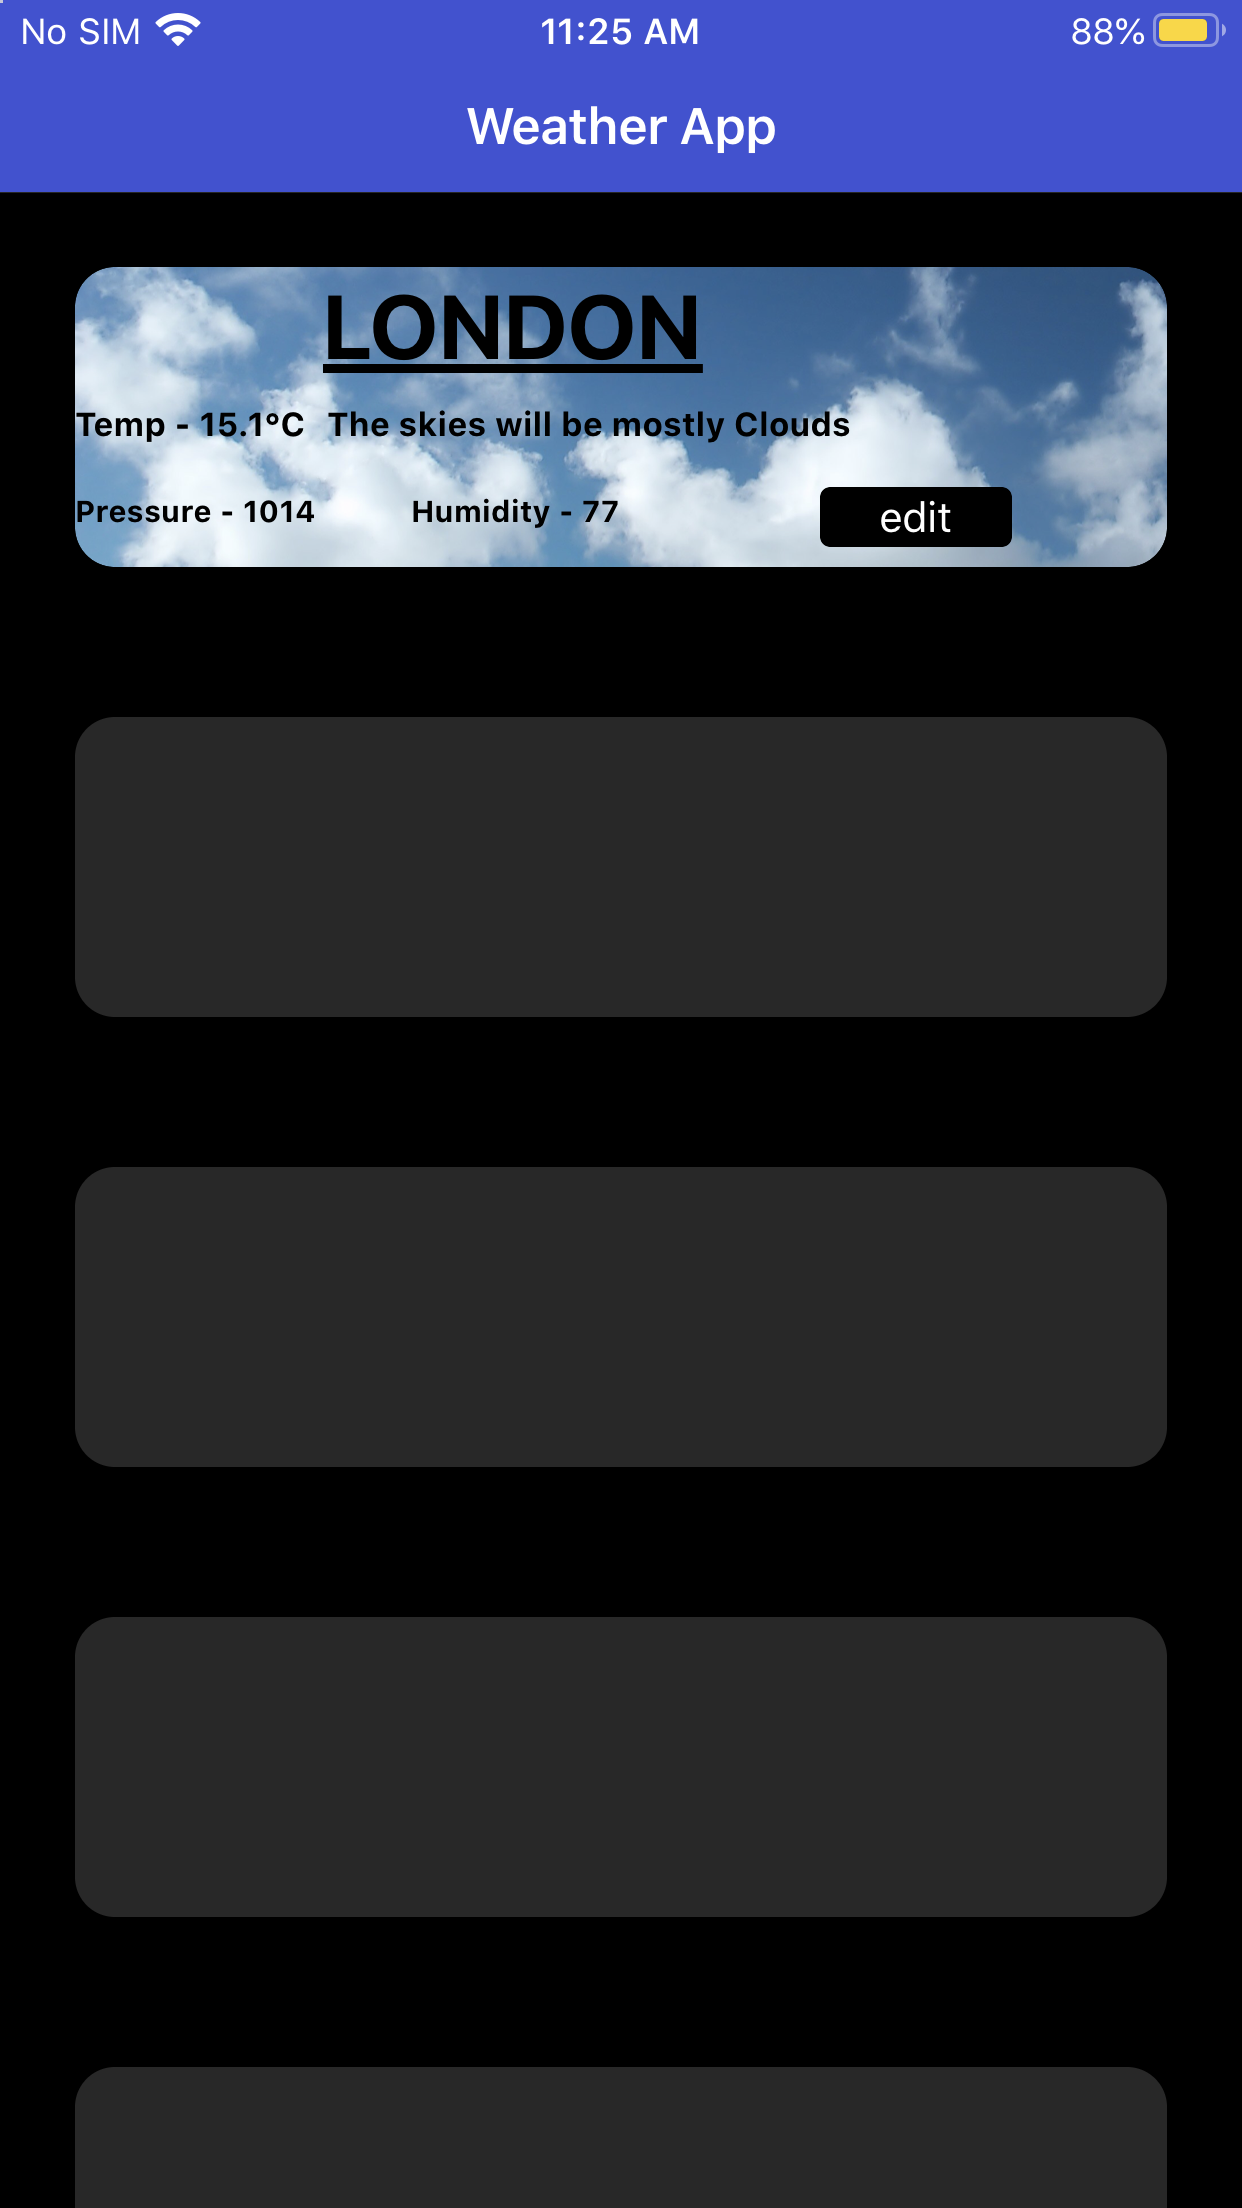 No SIM 11:25 AM 88%
Weather App
LONDON
Temp - 15.1°C The skies will be mostly Clouds
Pressure - 1014 Humidity - 77 edit